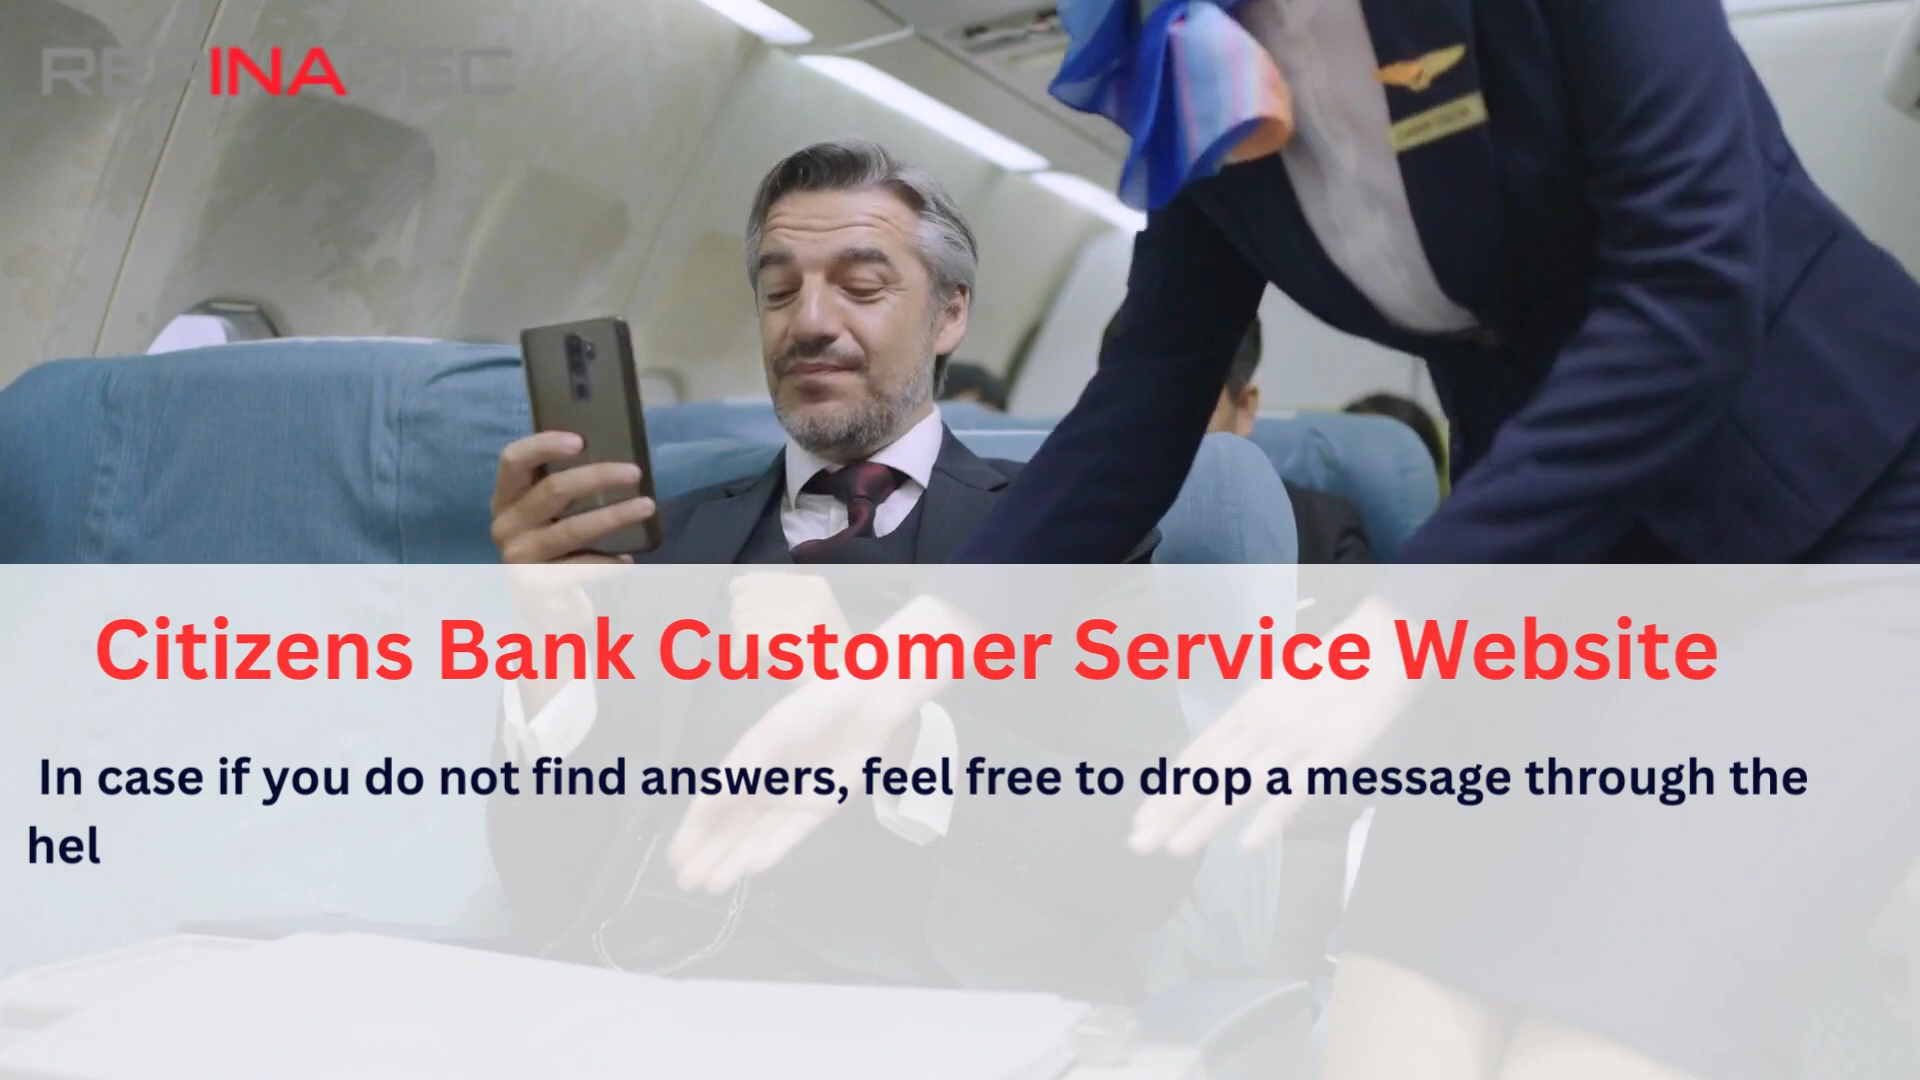 Citizens Bank Customer Service Website
In case if you do not find answers, feel free to drop a message through the
hel